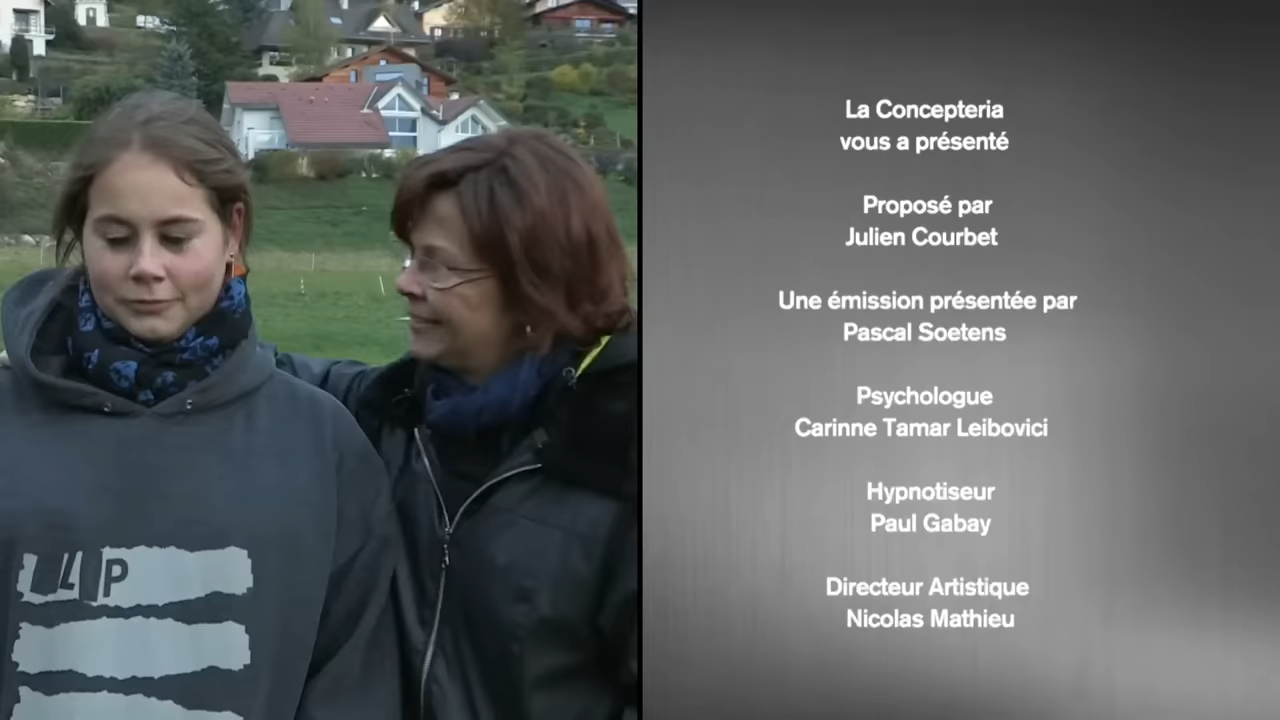 LP
La Concepteria
vous a présenté
Proposé par
Julien Courbet
Une émission présentée par
Pascal Soetens
Psychologue
Carinne Tamar Leibovici
Hypnotiseur
Paul Gabay
Directeur Artistique
Nicolas Mathieu